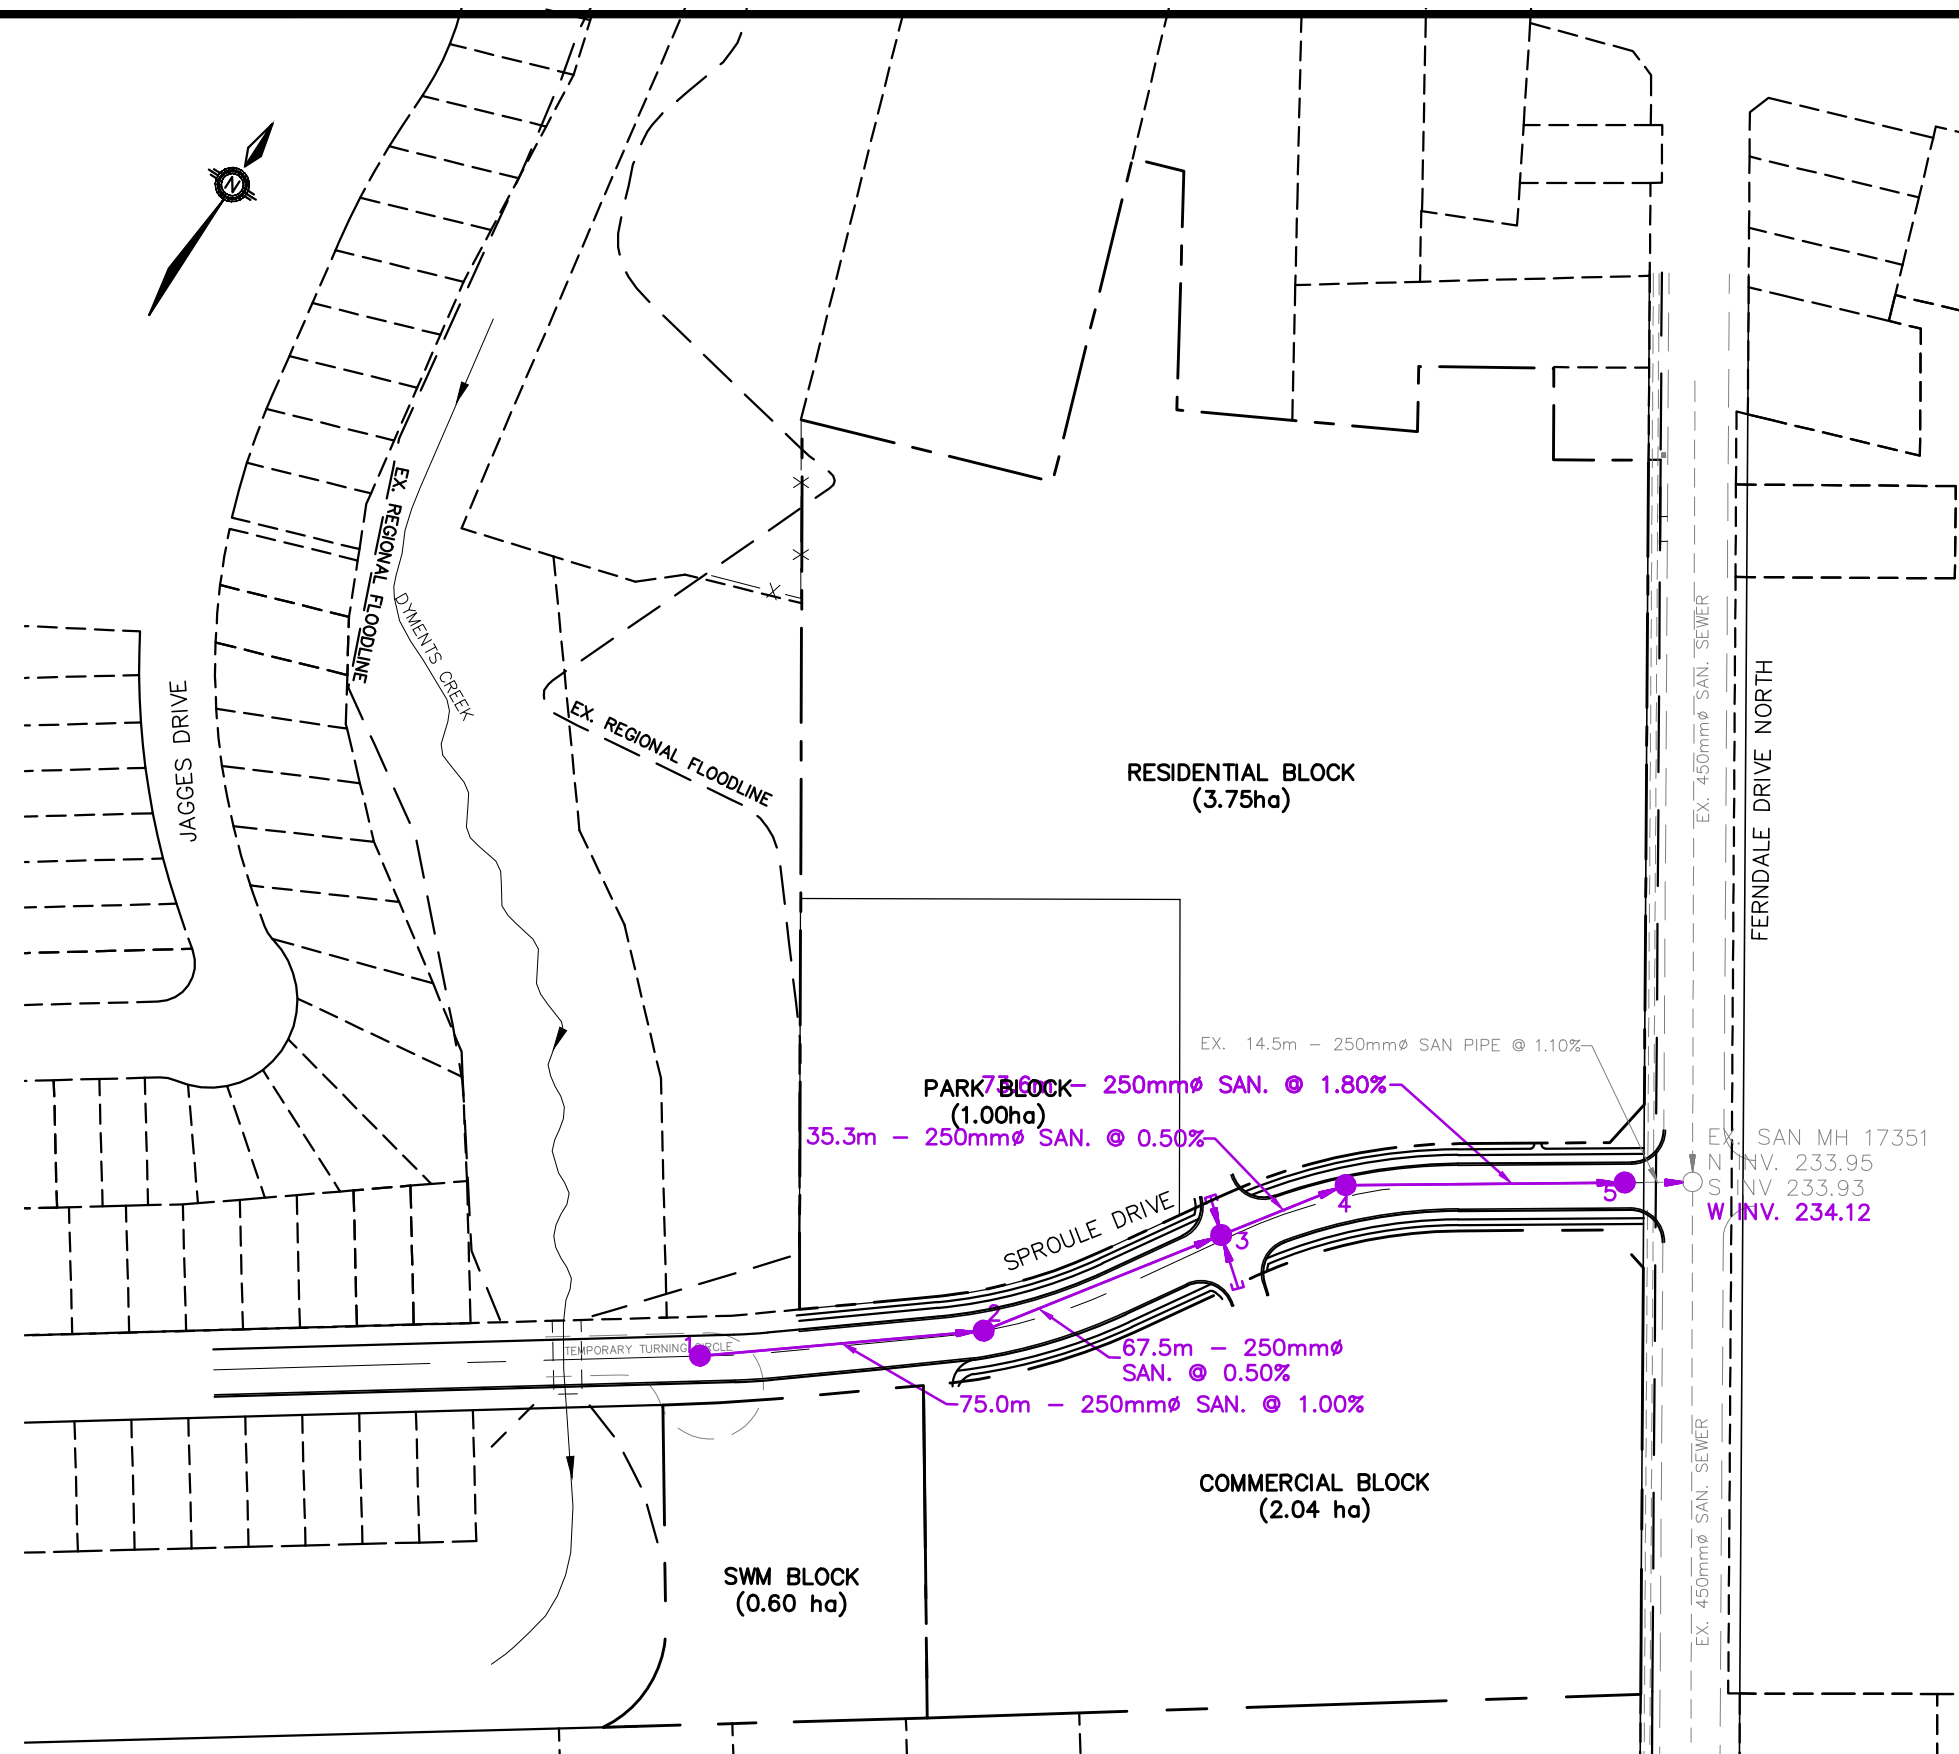 N
EX. REGIONAL FLOODLINE
DYMENTS CREEK
JAGGES DRIVE
EX. REGIONAL FLOODLINE
RESIDENTIAL BLOCK
(3.75ha)
EX. 450mmø SAN. SEWER
FERNDALE DRIVE NORTH
EX. 14.5m - 250mmø SAN PIPE @ 1.10%
PARK BLOCK
(1.00ha)
73.6m - 250mmø SAN. @ 1.80%
35.3m - 250mmø SAN. @ 0.50%
EX. SAN MH 17351
N INV. 233.95
S INV 233.93
W INV. 234.12
SPROULE DRIVE
1
2
3
4
5
TEMPORARY TURNING CIRCLE
67.5m - 250mmø
SAN. @ 0.50%
75.0m - 250mmø SAN. @ 1.00%
COMMERCIAL BLOCK
(2.04 ha)
SWM BLOCK
(0.60 ha)
EX. 450mmø SAN. SEWER